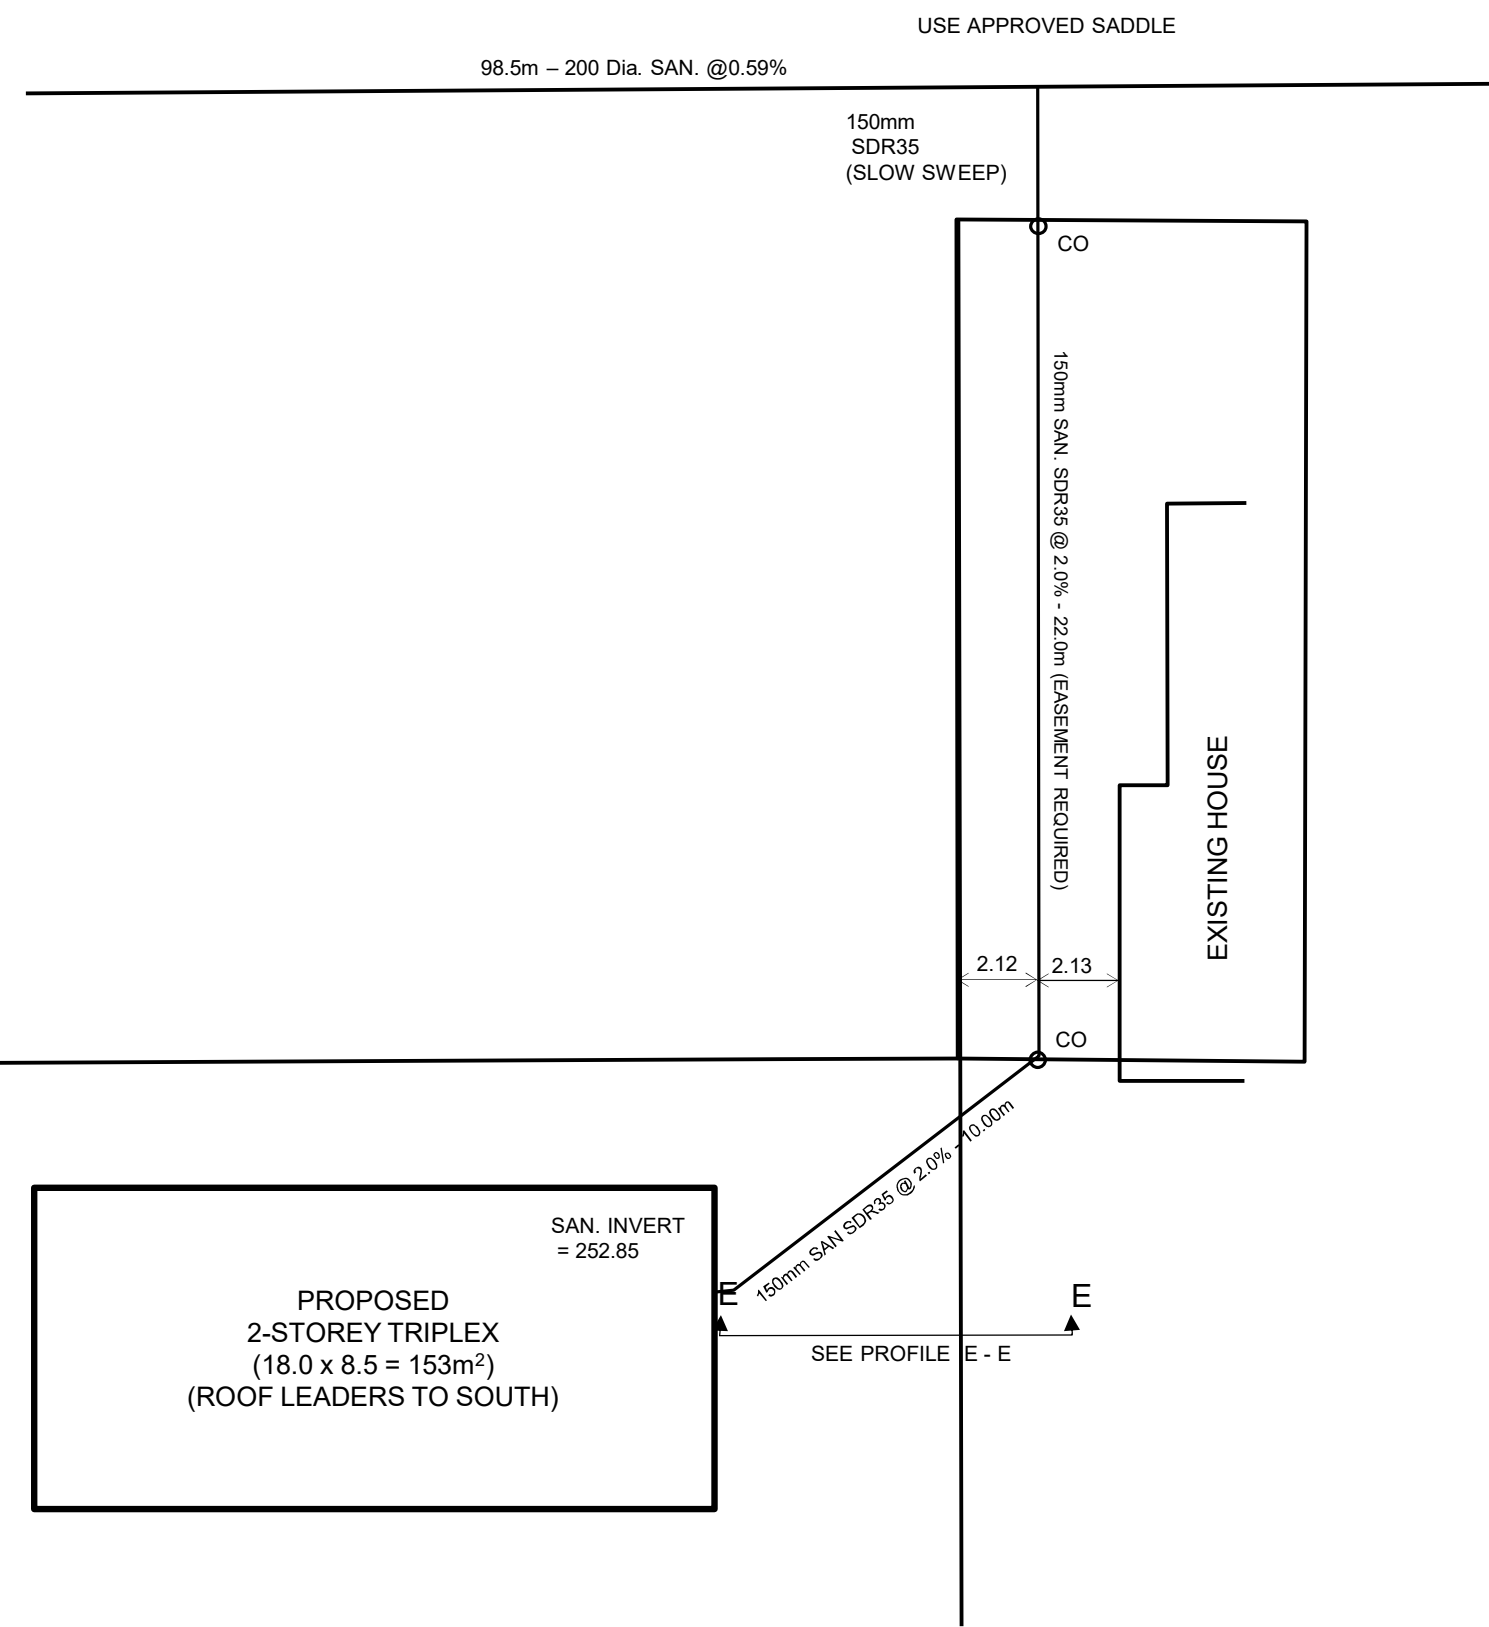 USE APPROVED SADDLE
98.5m – 200 Dia. SAN. @0.59%
150mm
SDR35
(SLOW SWEEP)
CO
150mm SAN. SDR35 @ 2.0% - 22.0m (EASEMENT REQUIRED)
EXISTING HOUSE
2.12
2.13
CO
150mm SAN SDR35 @ 2.0% - 10.00m
SAN. INVERT
= 252.85
E
E
PROPOSED
2-STOREY TRIPLEX
(18.0 x 8.5 = 153m²)
(ROOF LEADERS TO SOUTH)
SEE PROFILE E - E